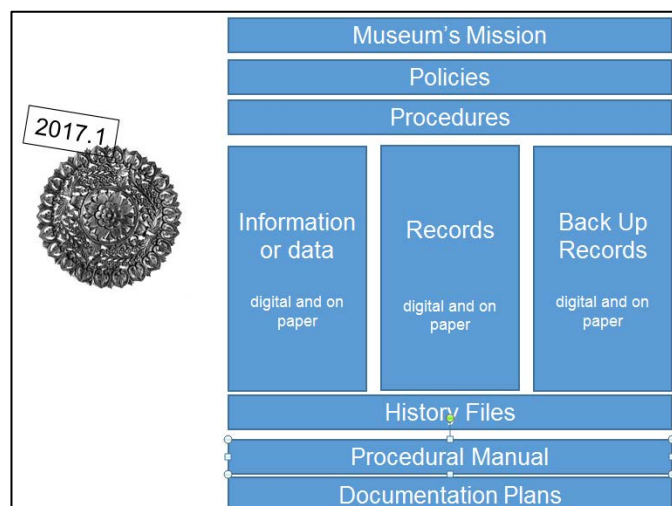 Museum's Mission
Policies
Procedures
2017.1
Information
or data
digital and on
paper
Records
digital and on
paper
Back Up
Records
digital and on
paper
History Files
Procedural Manual
Documentation Plans